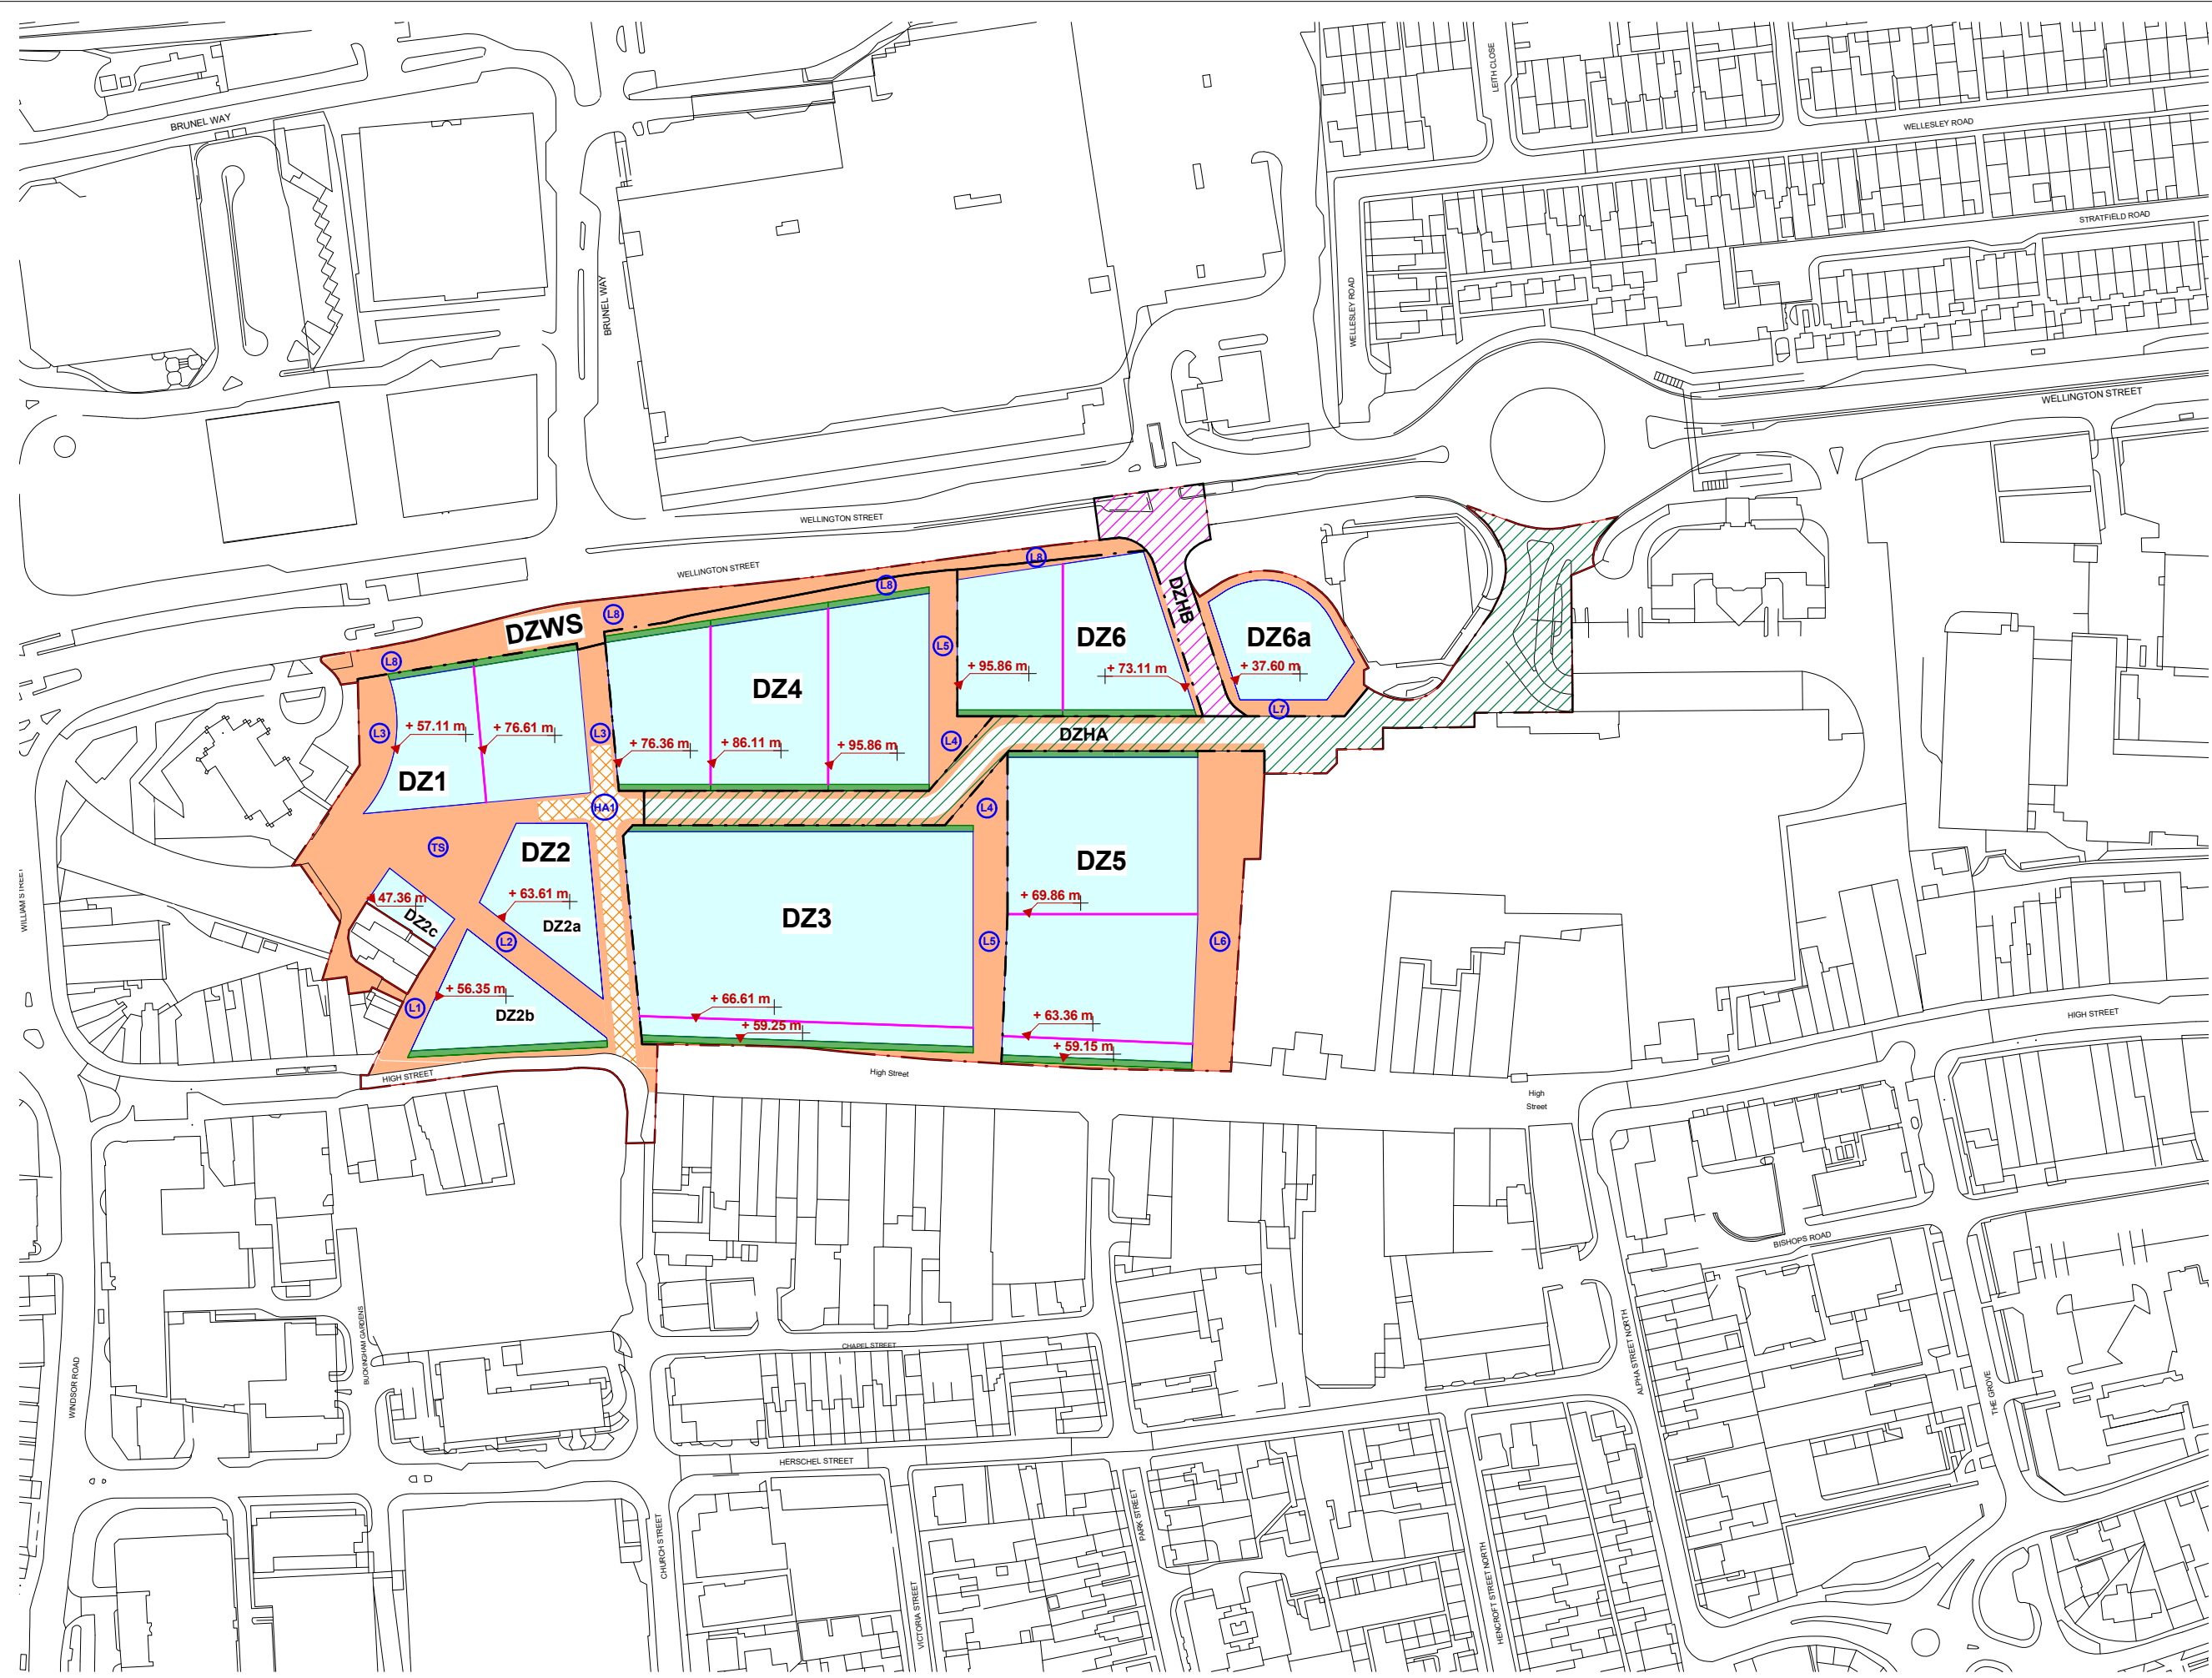 LEITH CLOSE
BRUNEL WAY
WELLESLEY ROAD
STRATFIELD ROAD
BRUNEL WAY
WELLESLEY ROAD
WELLINGTON STREET
WELLINGTON STREET
WELLINGTON STREET
L8
L8
L8
L8
DZWS
DZHB
DZ6
DZ6a
L5
+ 95.86 m
+ 73.11 m
+ 37.60 m
DZ4
L7
L3
+ 57.11 m
+ 76.61 m
L3
+ 76.36 m
+ 86.11 m
+ 95.86 m
L4
DZHA
DZ1
HA1
L4
TS
DZ2
DZ5
WILLIAM STREET
47.36 m
+ 63.61 m
+ 69.86 m
DZ2c
DZ2a
DZ3
L2
L5
L6
+ 56.35 m
L1
DZ2b
+ 66.61 m
+ 59.25 m
+ 63.36 m
+ 59.15 m
HIGH STREET
HIGH STREET
High Street
High
Street
BISHOPS ROAD
BUCKINGHAM GARDENS
CHAPEL STREET
ALPHA STREET NORTH
WINDSOR ROAD
THE GROVE
HERSCHEL STREET
CHURCH STREET
VICTORIA STREET
PARK STREET
HENCROFT STREET NORTH